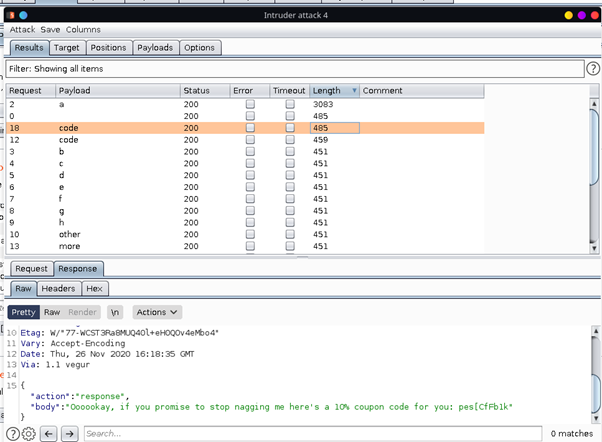 Intruder attack 4
Attack Save Columns
Results Target Positions Payloads Options
Filter: Showing all items
?
Request Payload Status Error Timeout Length Comment
2 a 200 3083
0 200 485
18 code 200 485
12 code 200 459
3 b 200 451
4 c 200 451
5 d 200 451
6 e 200 451
7 f 200 451
8 g 200 451
9 h 200 451
10 other 200 451
13 more 200 451
Request Response
Raw Headers Hex
Pretty Raw Render \n Actions
10 Etag: W/"77-WCST3Ra8MUQ4Ol+eHOQOv4eMbo4"
11 Vary: Accept-Encoding
12 Date: Thu, 26 Nov 2020 16:18:35 GMT
13 Via: 1.1 vegur
14
15 {
"action":"response",
"body":"Oooookay, if you promise to stop nagging me here's a 10% coupon code for you: pes[CfFb1k"
}
? Search... 0 matches